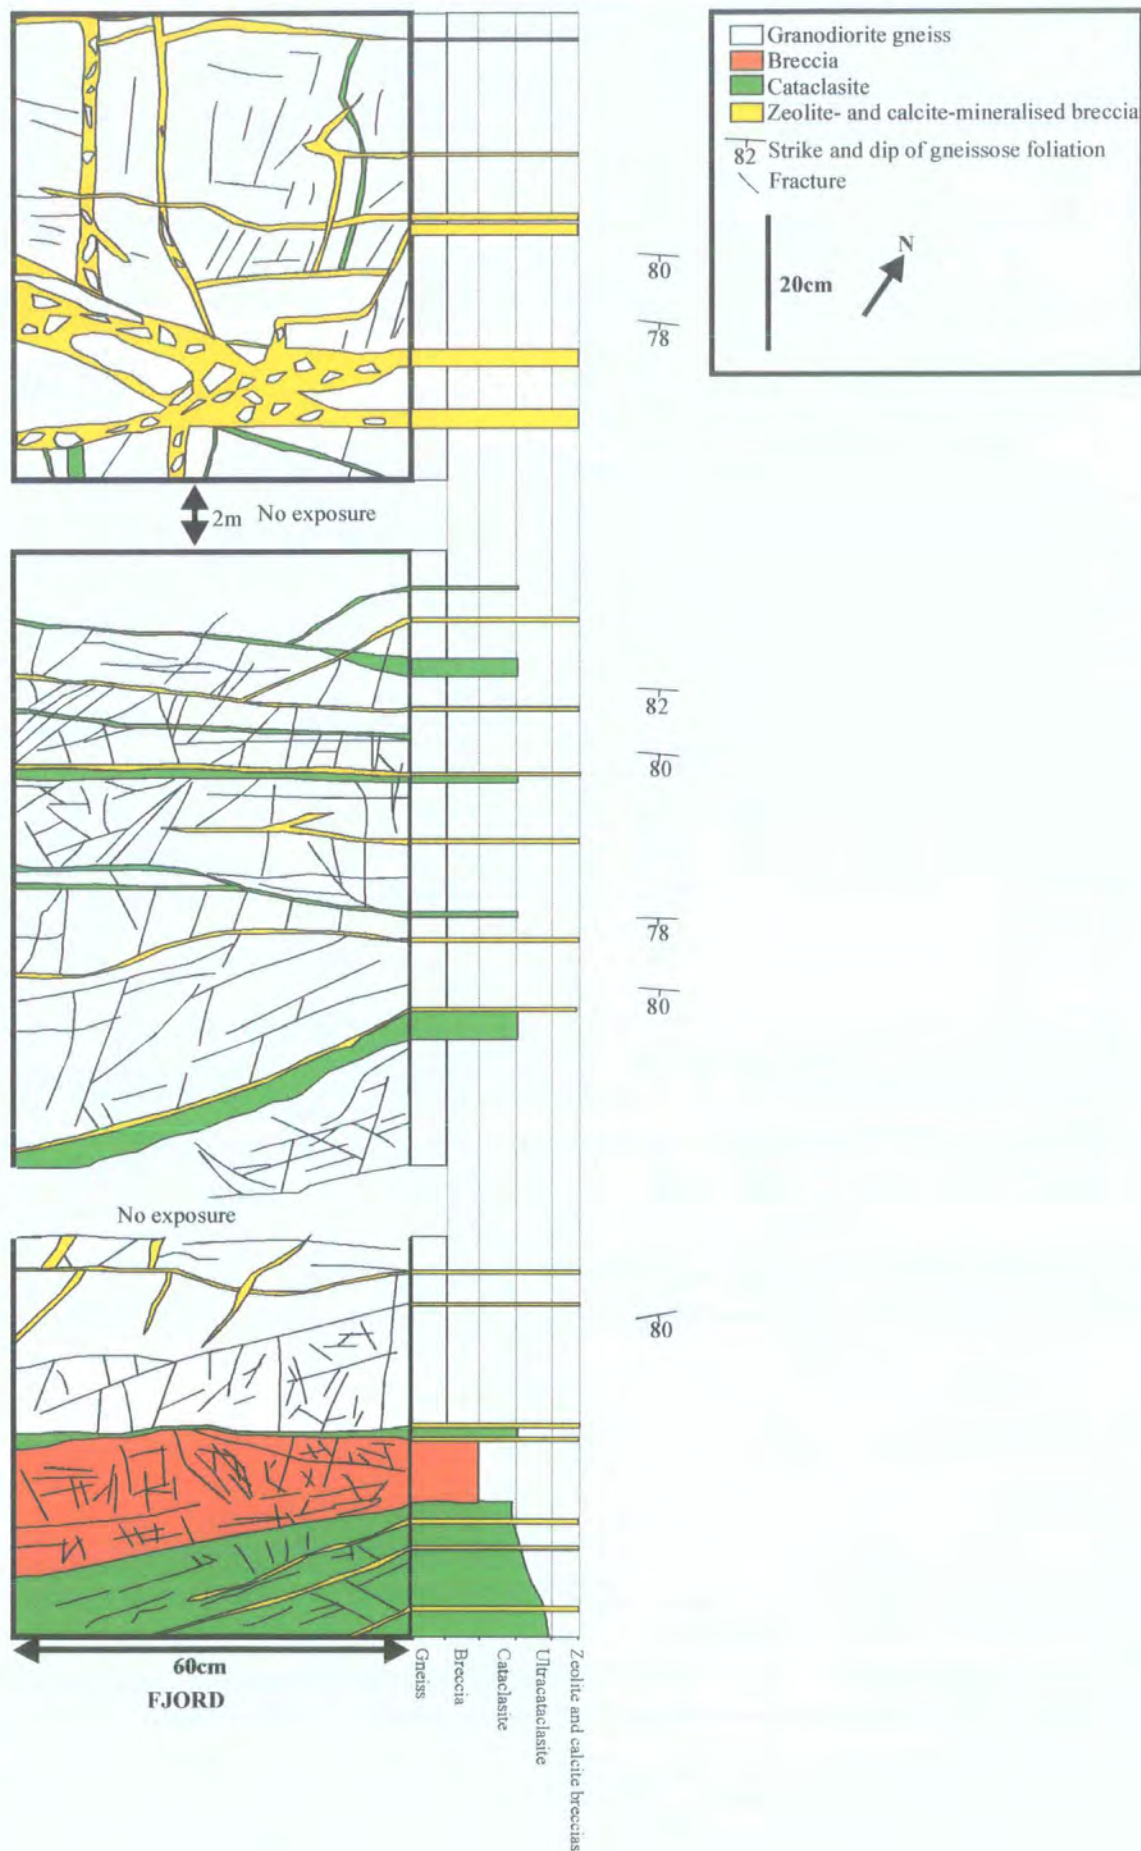 Granodiorite gneiss
Breccia
Cataclasite
Zeolite- and calcite-mineralised breccia
82 Strike and dip of gneissose foliation
Fracture
N
20cm
80
78
2m No exposure
82
80
78
80
No exposure
80
60cm
FJORD
Gneiss
Breccia
Cataclasite
Ultracataclasite
Zeolite and calcite breccias